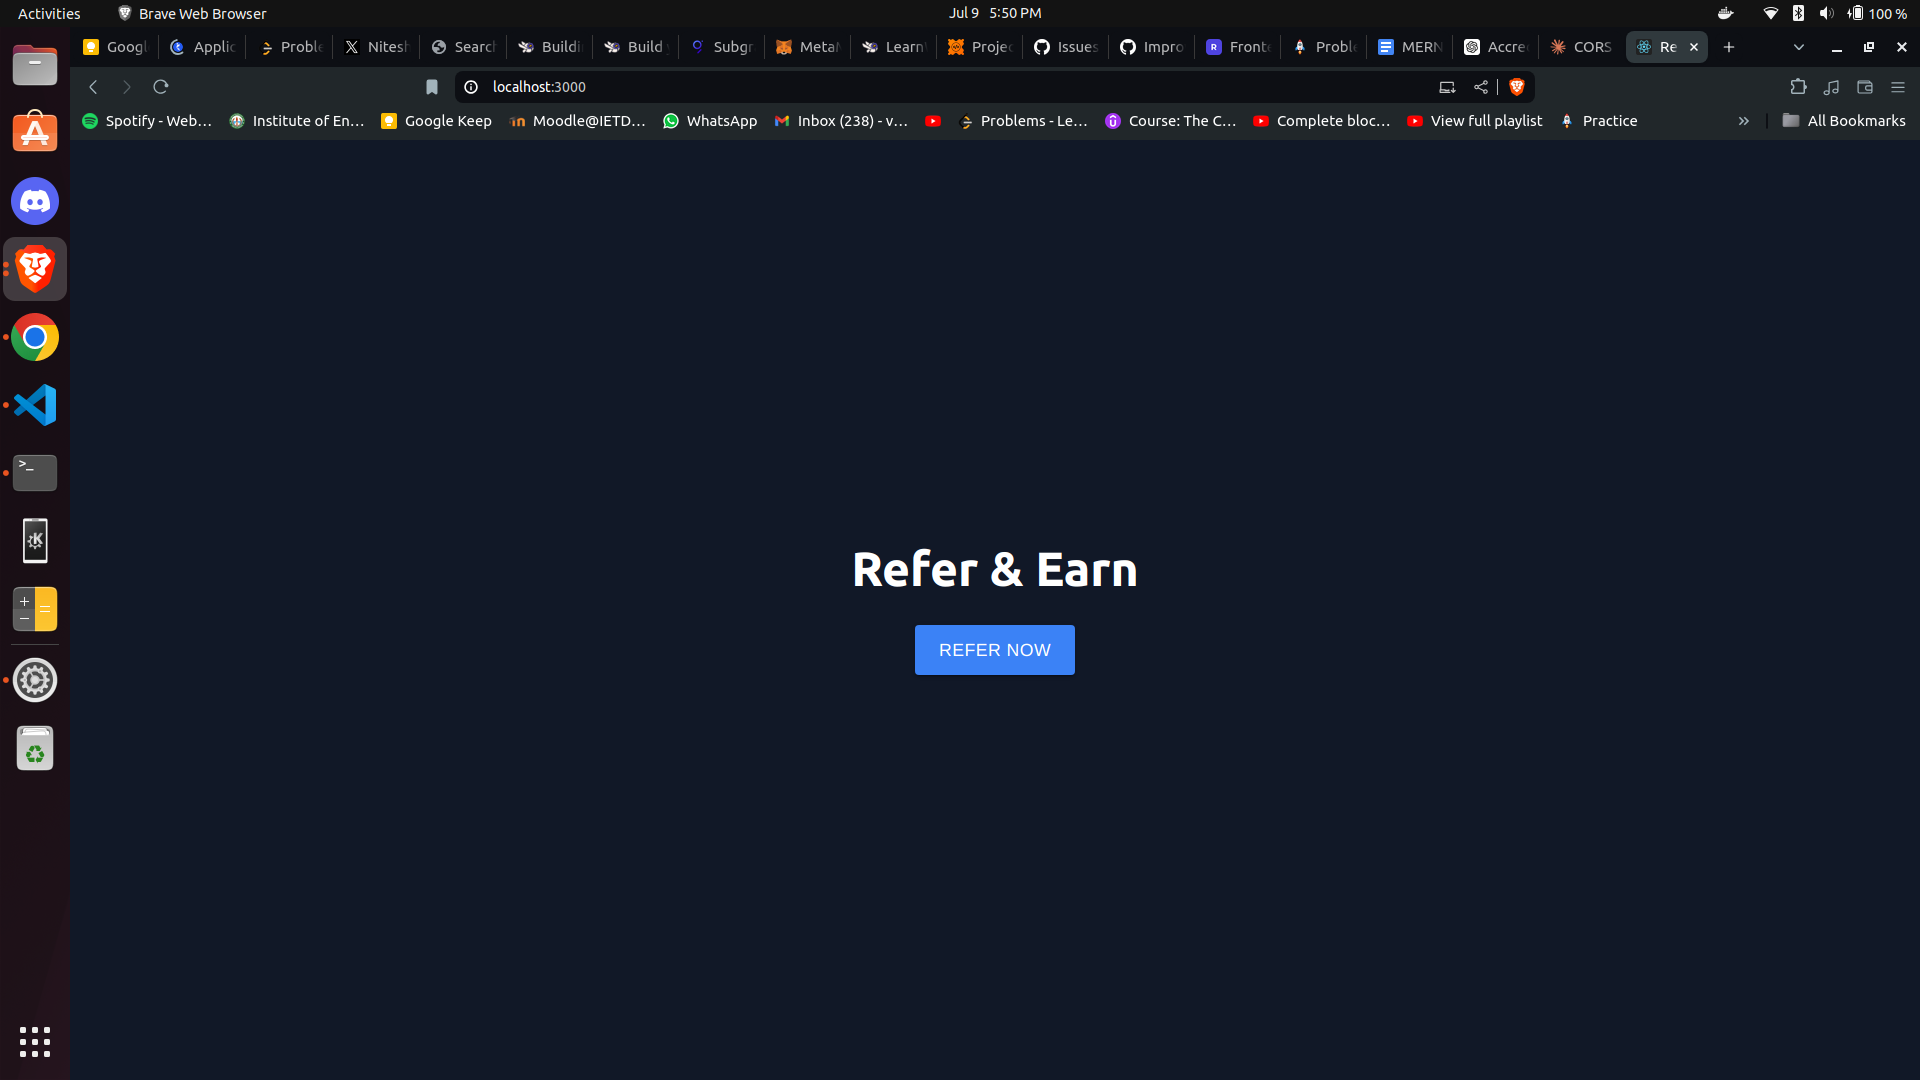 Activities Brave Web Browser Jul 9 5:50 PM 100 %
Googl Applic Proble Nitesh Search Buildi Build Subgr Meta Learn Projec Issues Impro Fronte Proble MERN Accre CORS Re
localhost:3000
Spotify - Web... Institute of En... Google Keep Moodle@IETD... WhatsApp Inbox (238) - v... Problems - Le... Course: The C... Complete bloc... View full playlist Practice » All Bookmarks
Refer & Earn
REFER NOW